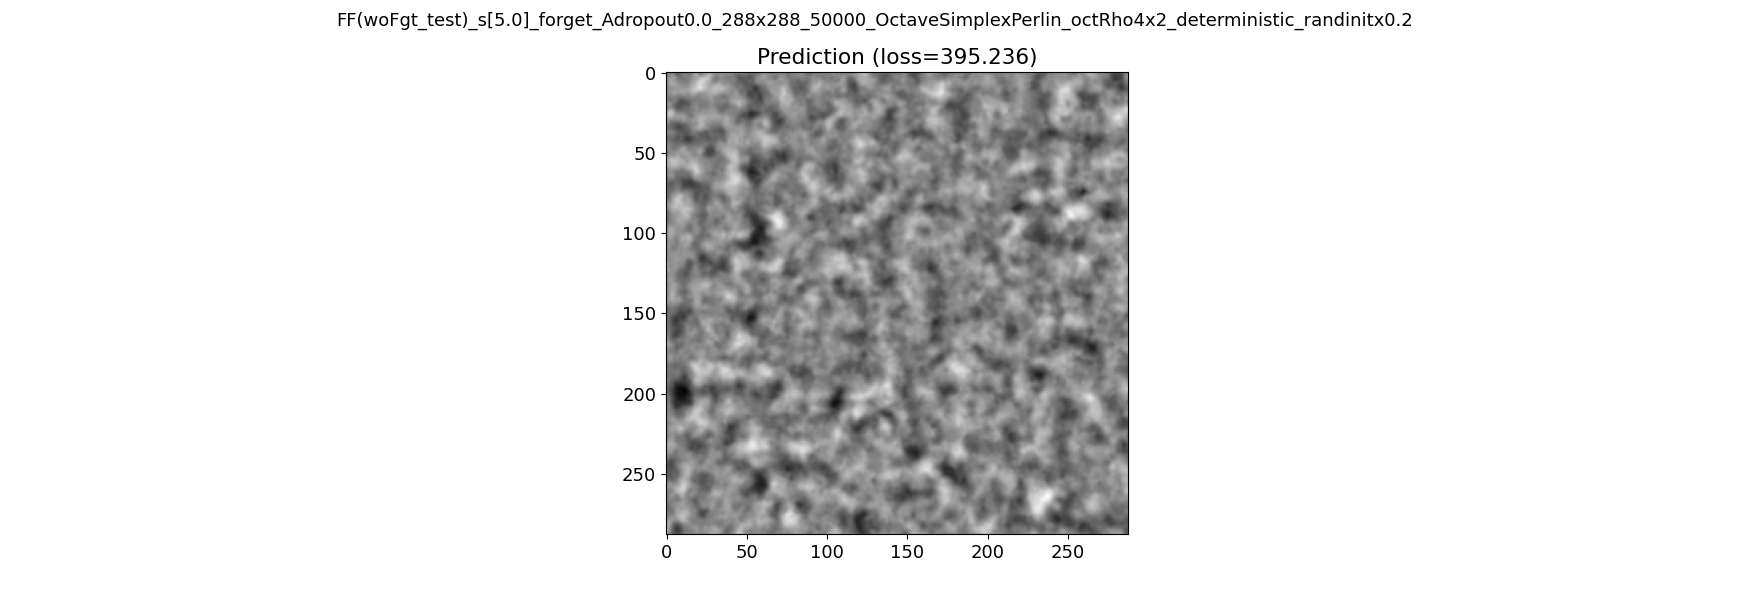 FF(woFgt_test)_s[5.0]_forget_Adropout0.0_288x288_50000_OctaveSimplexPerlin_octRho4x2_deterministic_randinitx0.2
Prediction (loss=395.236)
0
50
100
150
200
250
0 50 100 150 200 250